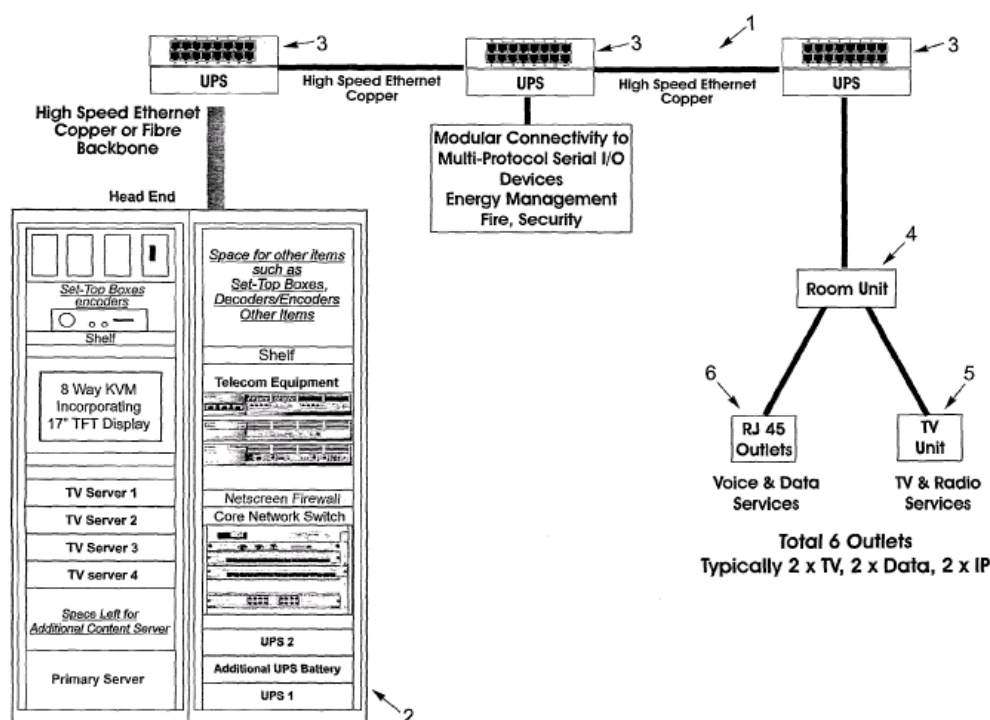 1
3
3
3
UPS
UPS
UPS
High Speed Ethernet
Copper
High Speed Ethernet
Copper
High Speed Ethernet
Copper or Fibre
Backbone
Modular Connectivity to
Multi-Protocol Serial I/O
Devices
Energy Management
Fire, Security
Head End
Set-Top Boxes
encoders
Shelf
8 Way KVM
Incorporating
17" TFT Display
TV Server 1
TV Server 2
TV Server 3
TV server 4
Space Left for
Additional Content Server
Primary Server
Space for other items
such as
Set-Top Boxes,
Decoders/Encoders
Other Items
Shelf
Telecom Equipment
Netscreen Firewall
Core Network Switch
UPS 2
Additional UPS Battery
UPS 1
2
4
Room Unit
6
5
RJ 45
Outlets
TV
Unit
Voice & Data
Services
TV & Radio
Services
Total 6 Outlets
Typically 2 x TV, 2 x Data, 2 x IP